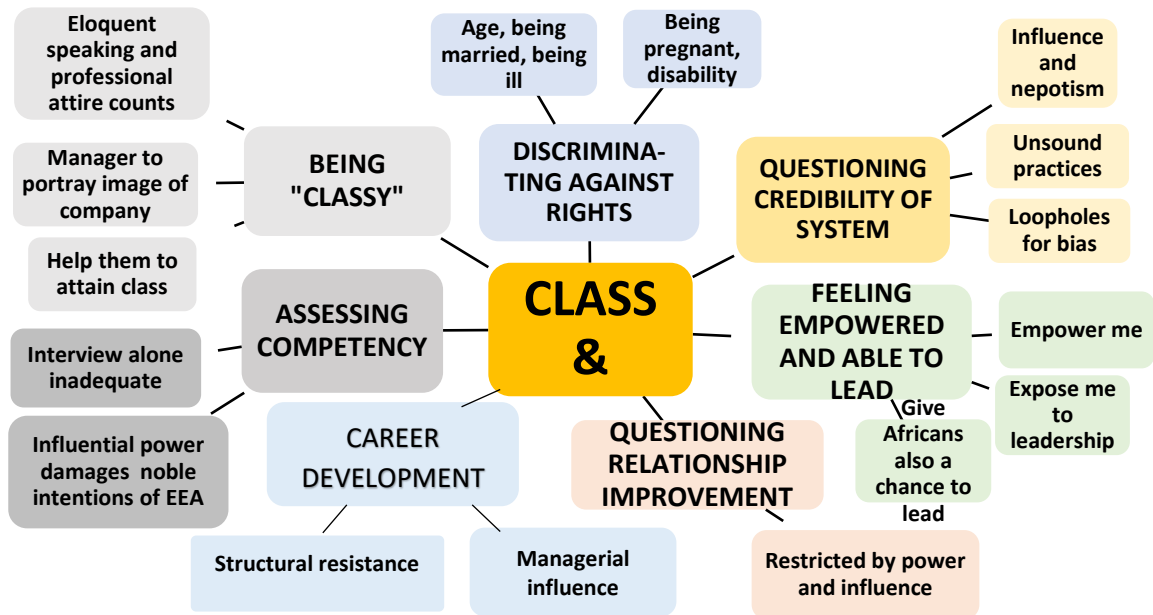 Eloquent
speaking and
professional
attire counts
Manager to
portray image of
company
Help them to
attain class
BEING
"CLASSY"
Age, being
married, being
ill
Being
pregnant,
disability
DISCRIMINA-
TING AGAINST
RIGHTS
Influence
and
nepotism
Unsound
practices
Loopholes
for bias
QUESTIONING
CREDIBILITY OF
SYSTEM
CLASS
&
ASSESSING
COMPETENCY
Interview alone
inadequate
Influential power
damages noble
intentions of EEA
FEELING
EMPOWERED
AND ABLE TO
LEAD
Empower me
Expose me
to
leadership
Give
Africans
also a
chance to
lead
CAREER
DEVELOPMENT
Structural resistance
Managerial
influence
QUESTIONING
RELATIONSHIP
IMPROVEMENT
Restricted by power
and influence